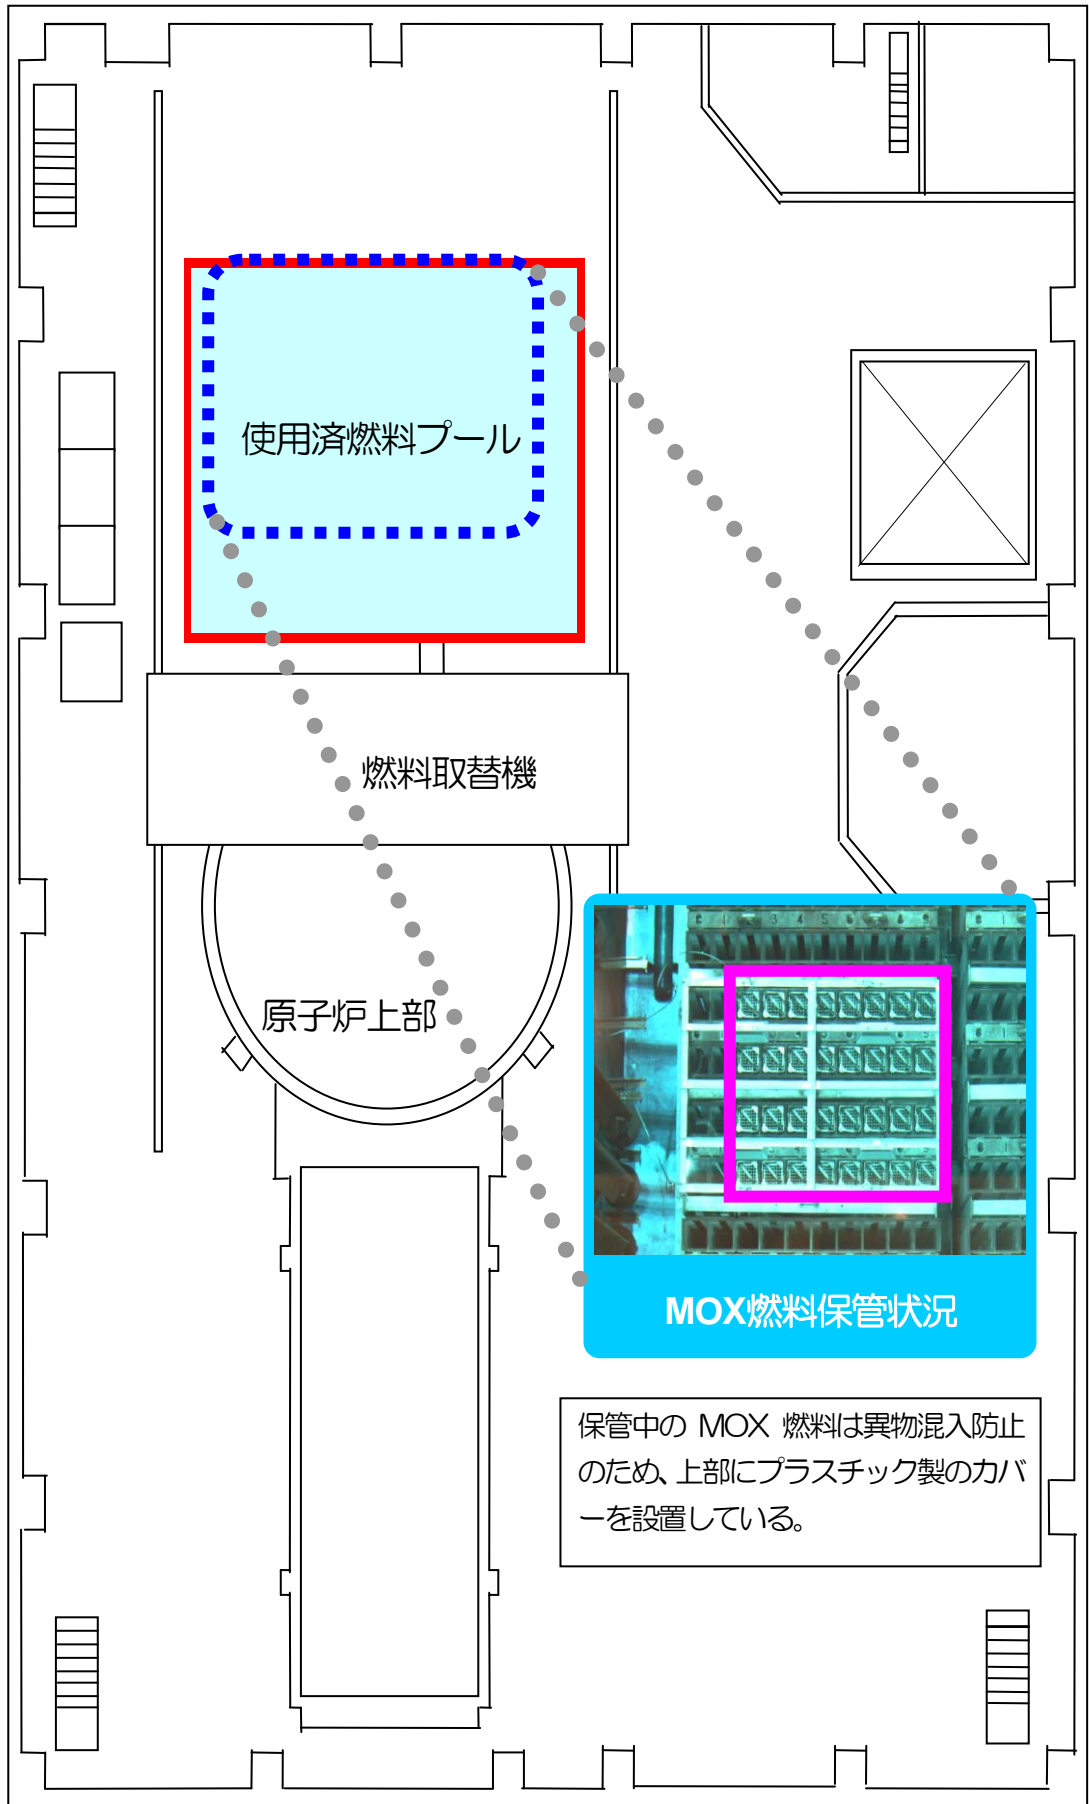 使用済燃料プール
燃料取替機
原子炉上部
MOX燃料保管状況
保管中の MOX 燃料は異物混入防止
のため、上部にプラスチック製のカバ
ーを設置している。